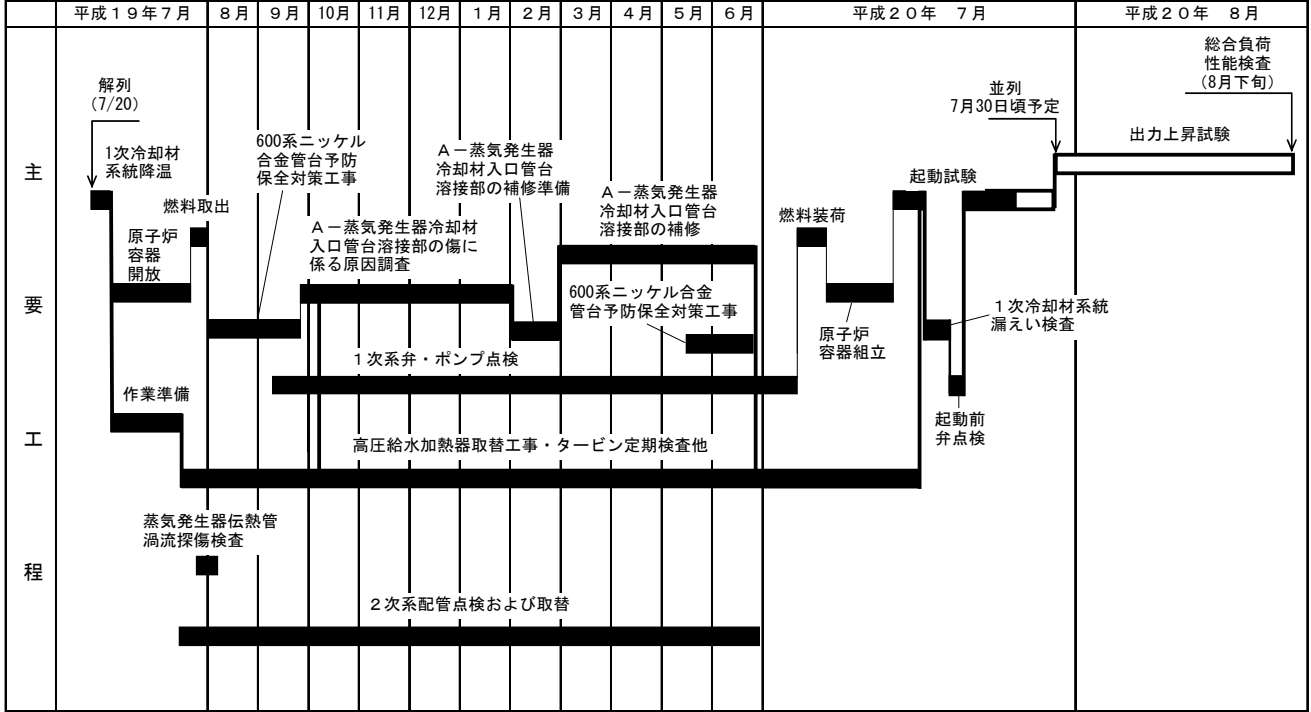 平成１９年７月
８月
９月
10月
11月
12月
１月
２月
３月
４月
５月
６月
平成２０年　７月
平成２０年　８月
主
要
工
程
解列
(7/20)
1次冷却材
系統降温
燃料取出
原子炉
容器
開放
作業準備
600系ニッケル
合金管台予防
保全対策工事
Ａ－蒸気発生器冷却材
入口管台溶接部の傷に
係る原因調査
Ａ－蒸気発生器
冷却材入口管台
溶接部の補修準備
Ａ－蒸気発生器
冷却材入口管台
溶接部の補修
600系ニッケル合金
管台予防保全対策工事
１次系弁・ポンプ点検
高圧給水加熱器取替工事・タービン定期検査他
蒸気発生器伝熱管
渦流探傷検査
２次系配管点検および取替
燃料装荷
原子炉
容器組立
起動試験
１次冷却材系統
漏えい検査
起動前
弁点検
並列
7月30日頃予定
出力上昇試験
総合負荷
性能検査
(8月下旬)